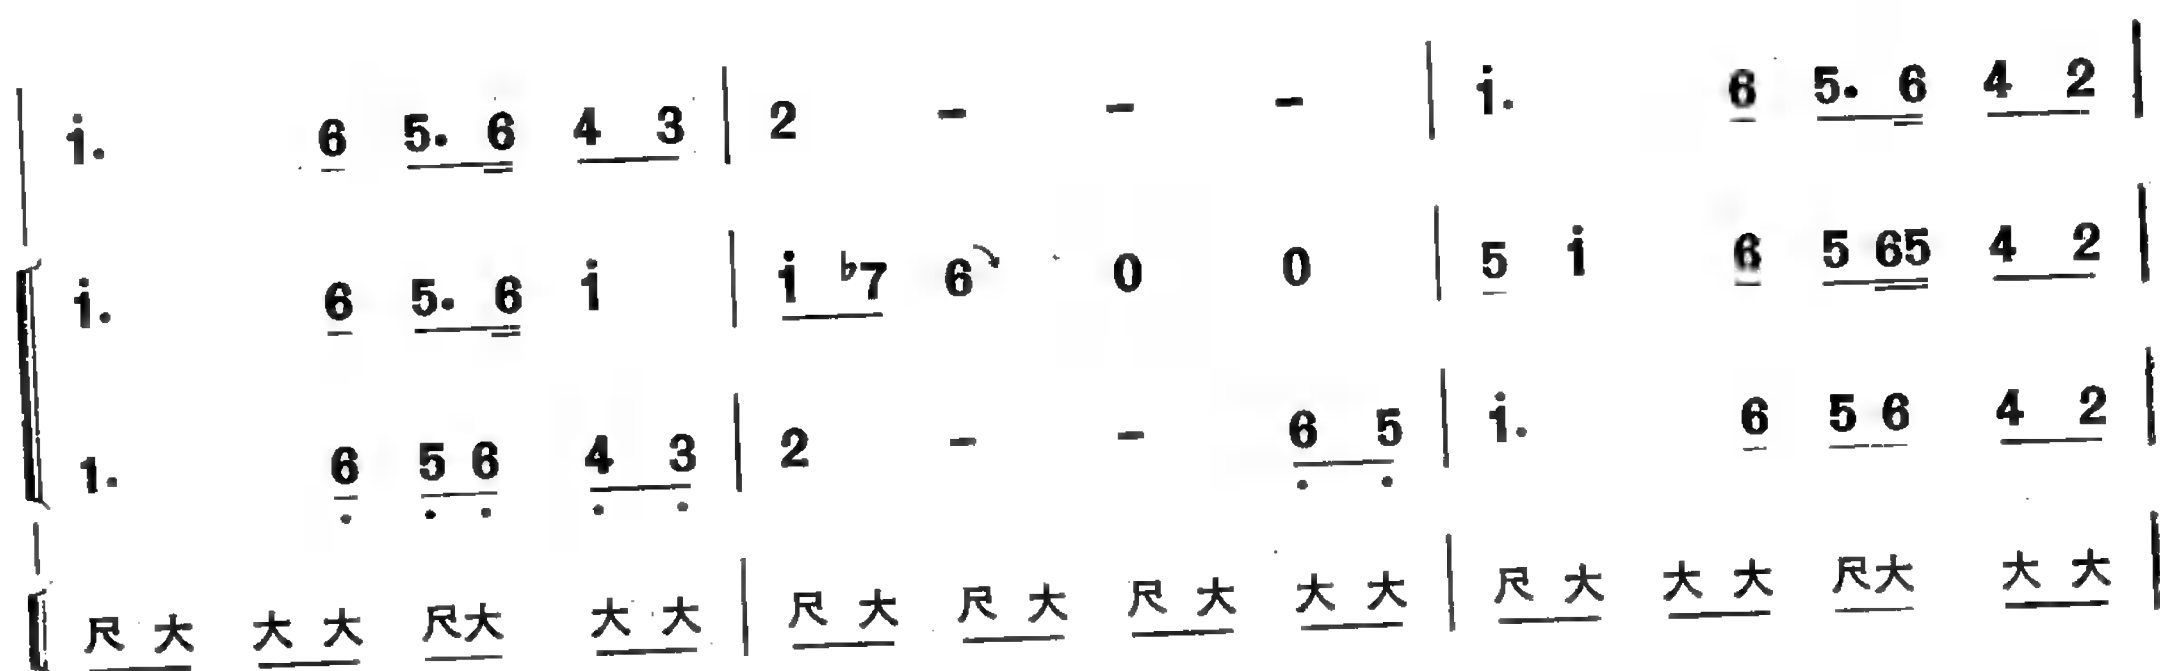 | i. 6 5. 6 4 3 | 2 - - - | i. 6 5. 6 4 2 |
| i. 6 5. 6 i | i ♭7 6 0 0 | 5 i 6 5 65 4 2 |
| 1. 6 5 6 4 3 | 2 - - 6 5 | i. 6 5 6 4 2 |
| 尺 大 大 大 尺大 大 大 | 尺 大 尺 大 尺 大 大 大 | 尺 大 大 大 尺大 大 大 |